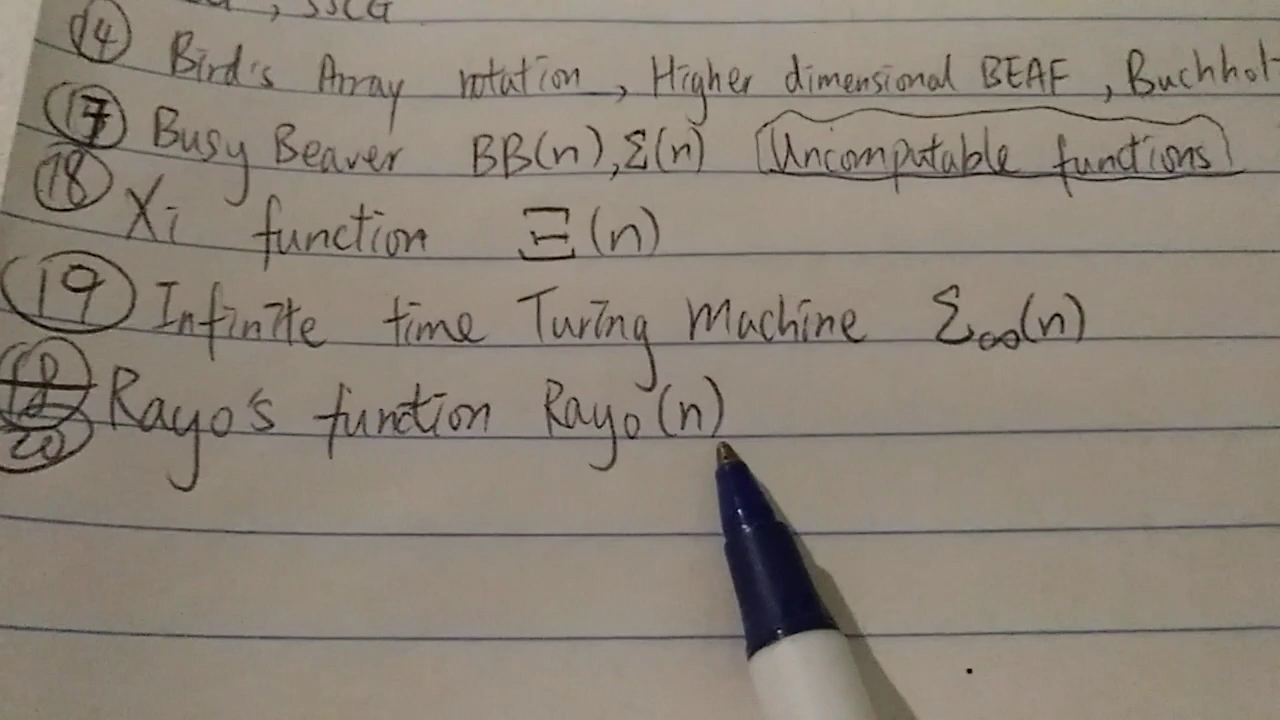 , SSCG
14 Bird's Array notation, Higher dimensional BEAF, Buchhol
17 Busy Beaver BB(n), Σ(n) Uncomputable functions
18 Xi function Ξ(n)
19 Infinite time Turing Machine Σ∞(n)
20 Rayo's function Rayo(n)